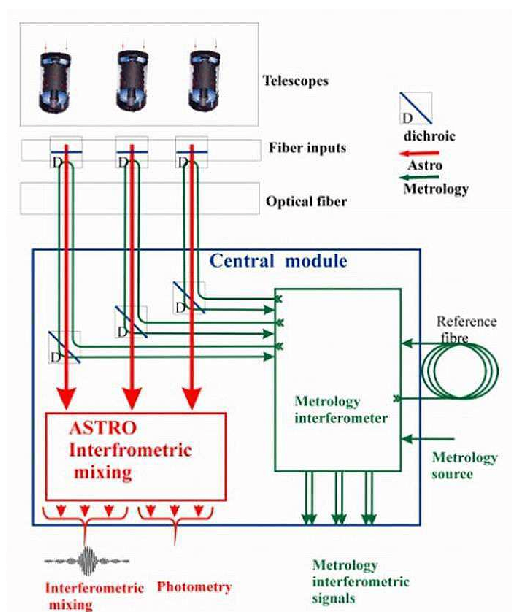 Telescopes
D
dichroic
Fiber inputs
Astro
D D D
Metrology
Optical fiber
Central module
D
D
D
Reference
fibre
Metrology
interferometer
ASTRO
Interfrometric
mixing
Metrology
source
Interferometric
mixing
Photometry
Metrology
interferometric
signals